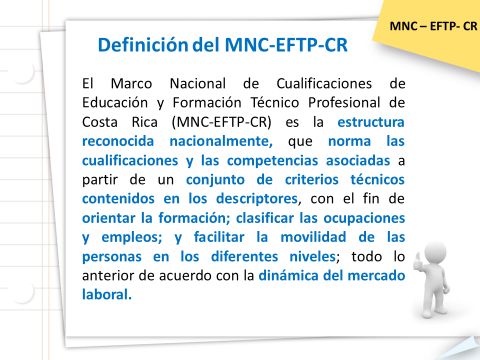 MNC – EFTP- CR
Definición del MNC-EFTP-CR
El Marco Nacional de Cualificaciones de
Educación y Formación Técnico Profesional de
Costa Rica (MNC-EFTP-CR) es la estructura
reconocida nacionalmente, que norma las
cualificaciones y las competencias asociadas a
partir de un conjunto de criterios técnicos
contenidos en los descriptores, con el fin de
orientar la formación; clasificar las ocupaciones
y empleos; y facilitar la movilidad de las
personas en los diferentes niveles; todo lo
anterior de acuerdo con la dinámica del mercado
laboral.